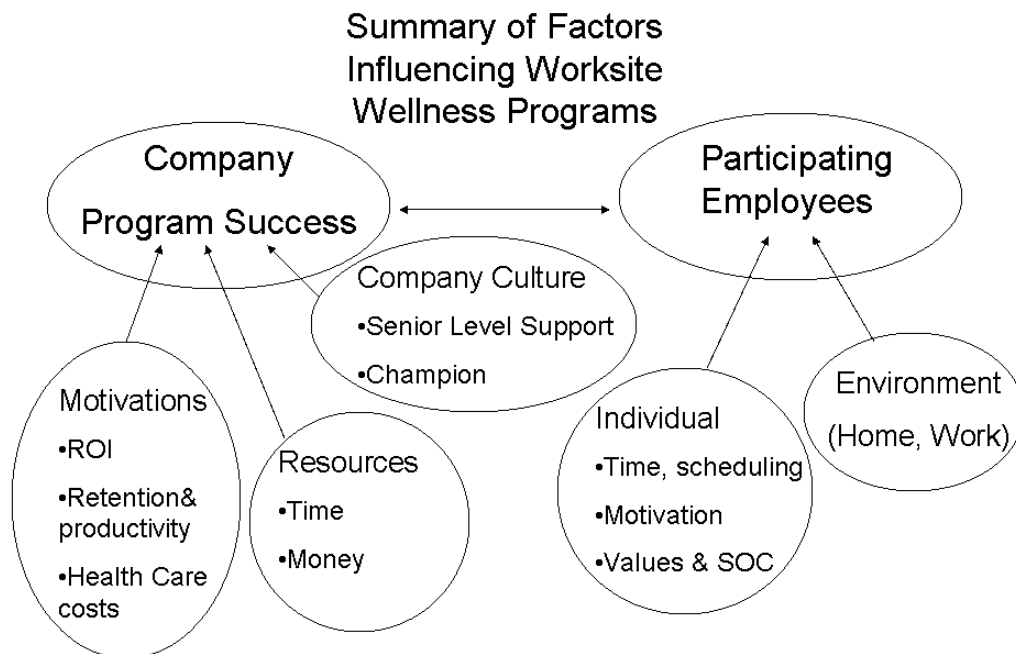 Summary of Factors
Influencing Worksite
Wellness Programs
Company
Program Success
Participating
Employees
Company Culture
•Senior Level Support
•Champion
Motivations
•ROI
•Retention&
productivity
•Health Care
costs
Resources
•Time
•Money
Individual
•Time, scheduling
•Motivation
•Values & SOC
Environment
(Home, Work)